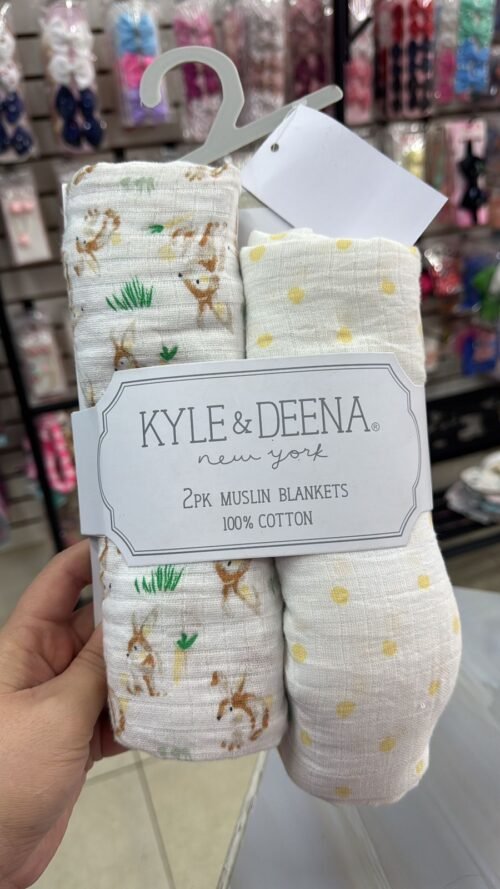 KYLE & DEENA®
new york
2PK MUSLIN BLANKETS
100% COTTON